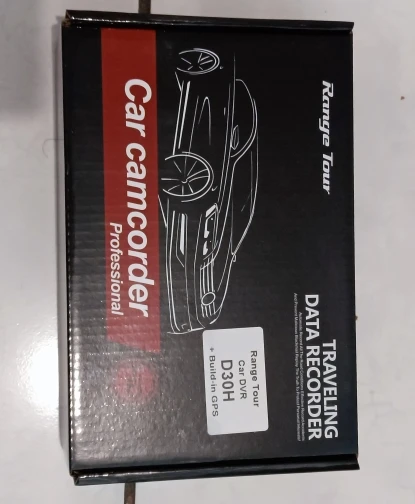 Range Tour
TRAVELING
DATA RECORDER
Range Tour
Car DVR
D30H
+ Build-in GPS
Car camcorder
Professional